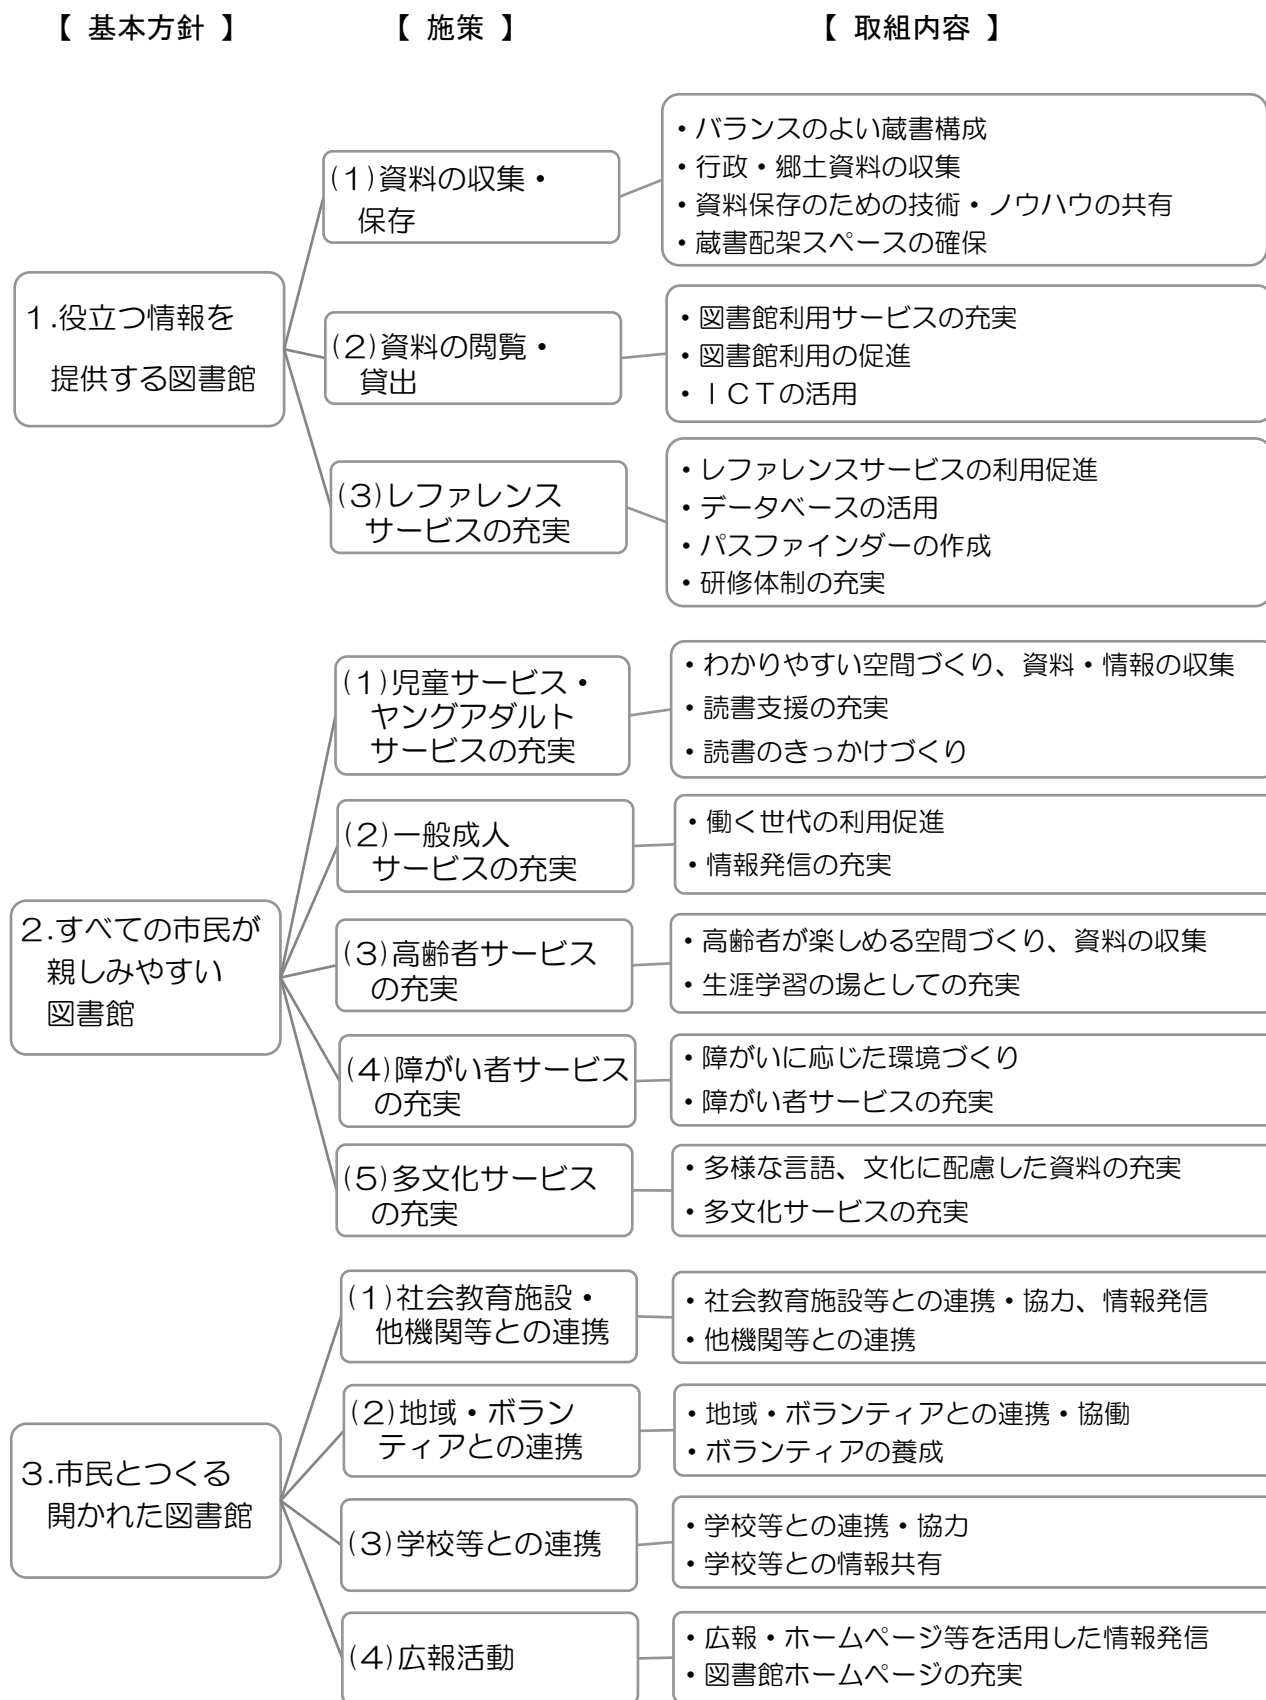 【 基本方針 】 【 施策 】 【 取組内容 】
1.役立つ情報を
提供する図書館
(1)資料の収集・
保存
・バランスのよい蔵書構成
・行政・郷土資料の収集
・資料保存のための技術・ノウハウの共有
・蔵書配架スペースの確保
(2)資料の閲覧・
貸出
・図書館利用サービスの充実
・図書館利用の促進
・ICTの活用
(3)レファレンス
サービスの充実
・レファレンスサービスの利用促進
・データベースの活用
・パスファインダーの作成
・研修体制の充実
2.すべての市民が
親しみやすい
図書館
(1)児童サービス・
ヤングアダルト
サービスの充実
・わかりやすい空間づくり、資料・情報の収集
・読書支援の充実
・読書のきっかけづくり
(2)一般成人
サービスの充実
・働く世代の利用促進
・情報発信の充実
(3)高齢者サービス
の充実
・高齢者が楽しめる空間づくり、資料の収集
・生涯学習の場としての充実
(4)障がい者サービス
の充実
・障がいに応じた環境づくり
・障がい者サービスの充実
(5)多文化サービス
の充実
・多様な言語、文化に配慮した資料の充実
・多文化サービスの充実
3.市民とつくる
開かれた図書館
(1)社会教育施設・
他機関等との連携
・社会教育施設等との連携・協力、情報発信
・他機関等との連携
(2)地域・ボラン
ティアとの連携
・地域・ボランティアとの連携・協働
・ボランティアの養成
(3)学校等との連携
・学校等との連携・協力
・学校等との情報共有
(4)広報活動
・広報・ホームページ等を活用した情報発信
・図書館ホームページの充実